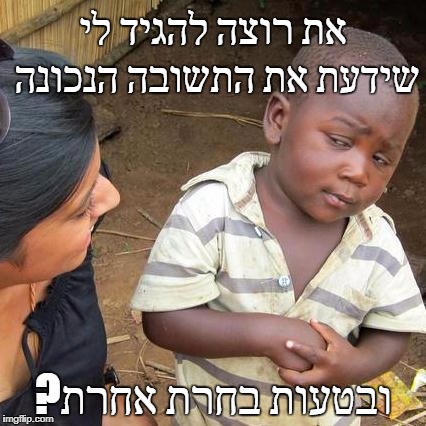 את רוצה להגיד לי
שידעת את התשובה הנכונה
ובטעות בחרת אחרת?
imgflip.com